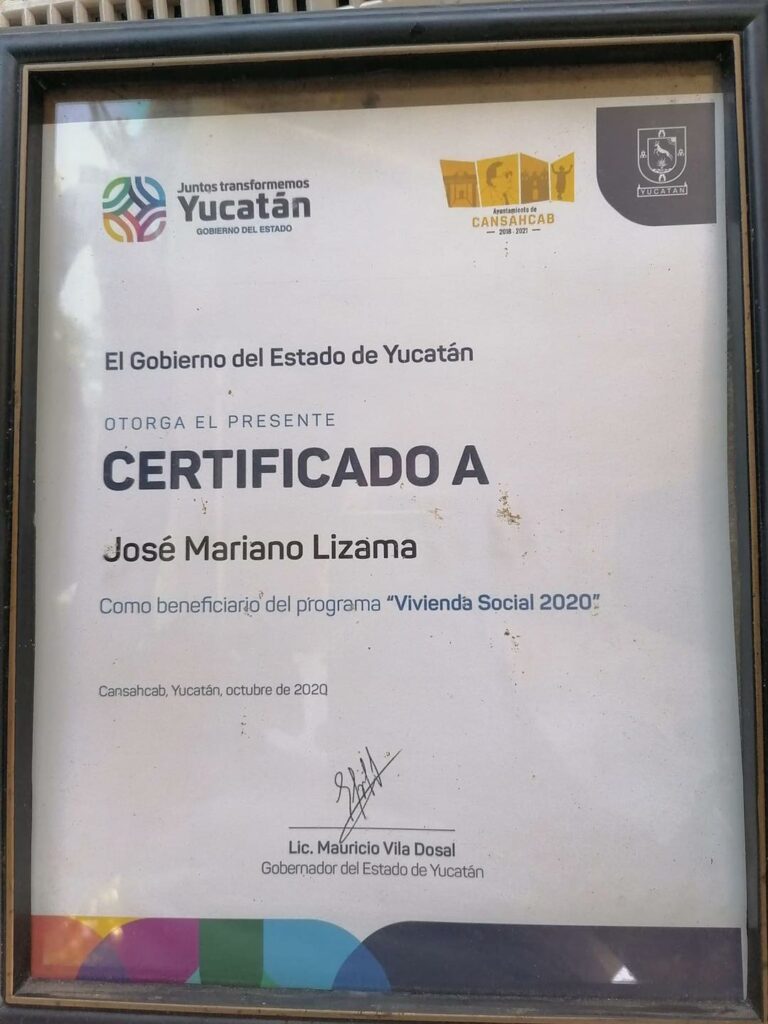 Juntos transformemos
Yucatán
GOBIERNO DEL ESTADO
Ayuntamiento de
CANSAHCAB
2018 - 2021
YUCATÁN
El Gobierno del Estado de Yucatán
OTORGA EL PRESENTE
CERTIFICADO A
José Mariano Lizama
Como beneficiario del programa “Vivienda Social 2020”
Cansahcab, Yucatán, octubre de 2020
Lic. Mauricio Vila Dosal
Gobernador del Estado de Yucatán